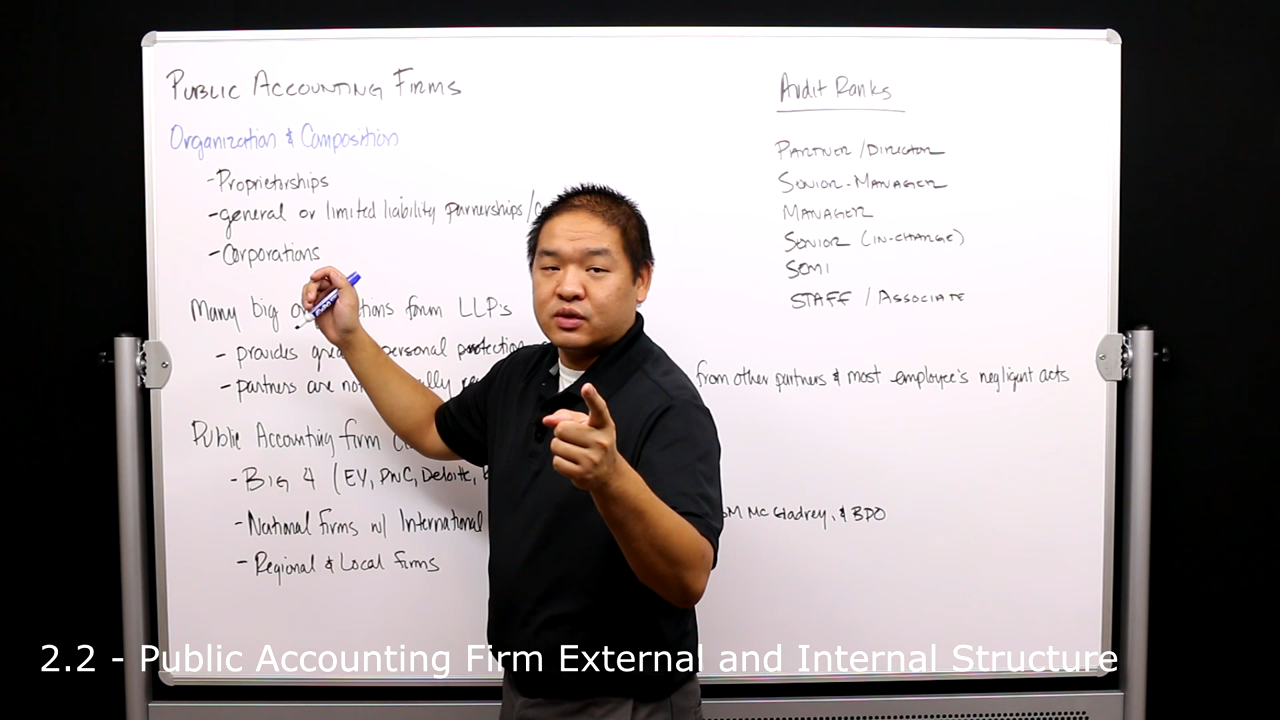 PUBLIC ACCOUNTING FIRMS
Organization & Composition
-Proprietorships
-general or limited liability parnerships/
-Corporations
Many big form LLP's
- provides personal protection
- partners are not from other partners & most employee's negligent acts
Public Accounting firm
- BIG 4 (EY, PWC, Deloitte,
- National Firms w/ International McGladrey, & BDO
- Regional & Local Firms
Audit Ranks
PARTNER / DIRECTOR
SENIOR-MANAGER
MANAGER
SENIOR (IN-CHARGE)
SEMI
STAFF / ASSOCIATE
2.2 - Public Accounting Firm External and Internal Structure